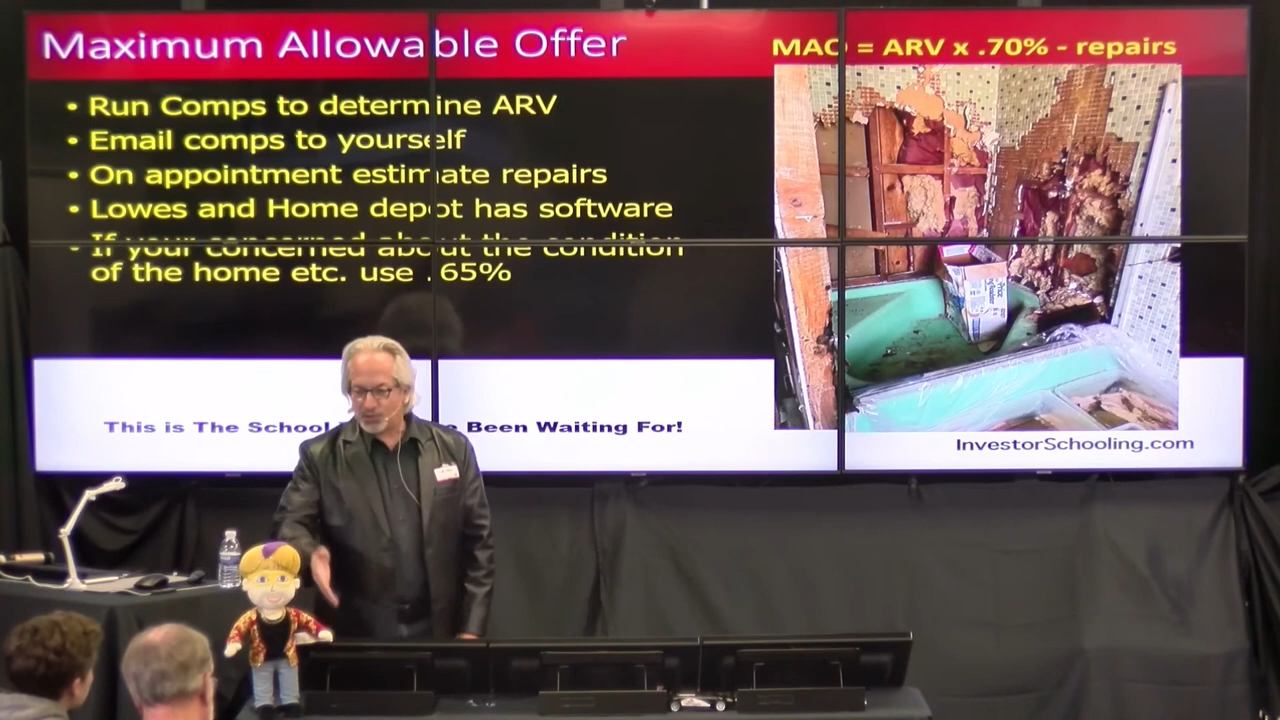 Maximum Allowable Offer
MAO = ARV x .70% - repairs
• Run Comps to determine ARV
• Email comps to yourself
• On appointment estimate repairs
• Lowes and Home depot has software
• If your concerned about the condition
of the home etc. use .65%
This is The School Been Waiting For!
InvestorSchooling.com